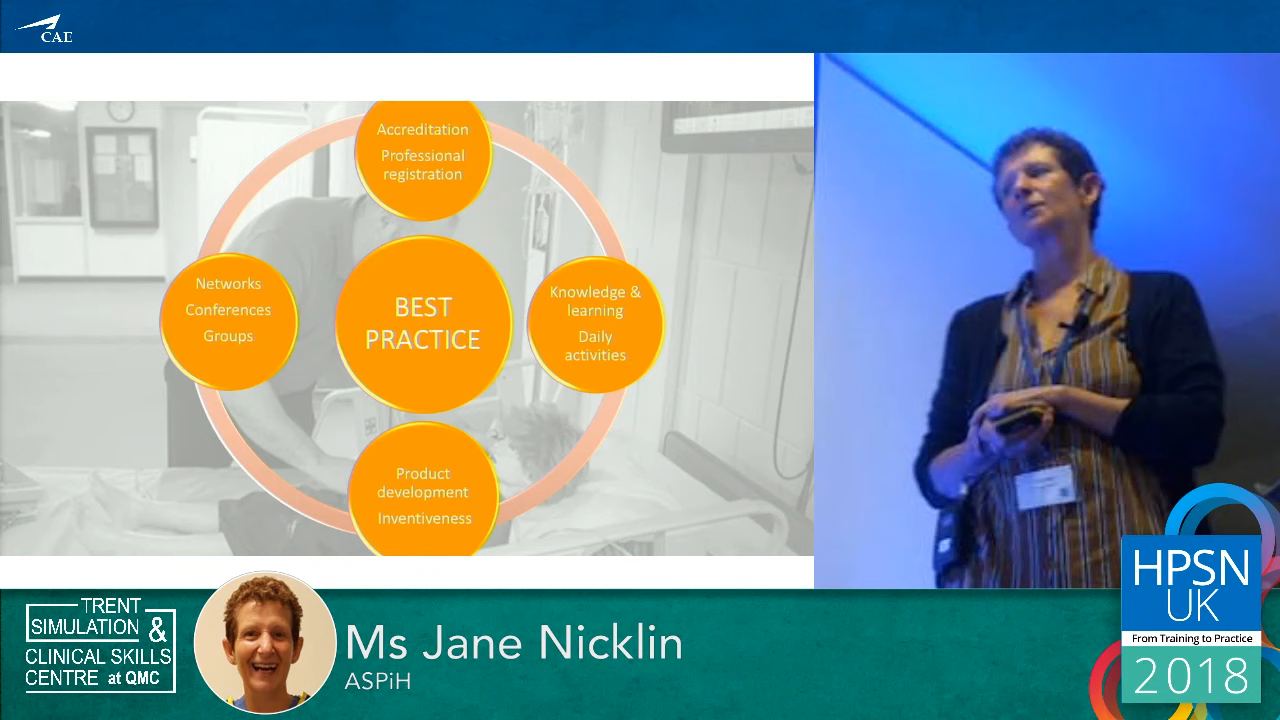 CAE
Accreditation
Professional
registration
Networks
Conferences
Groups
BEST
PRACTICE
Knowledge &
learning
Daily
activities
Product
development
Inventiveness
TRENT
SIMULATION &
CLINICAL SKILLS
CENTRE at QMC
Ms Jane Nicklin
ASPiH
HPSN
UK
From Training to Practice
2018